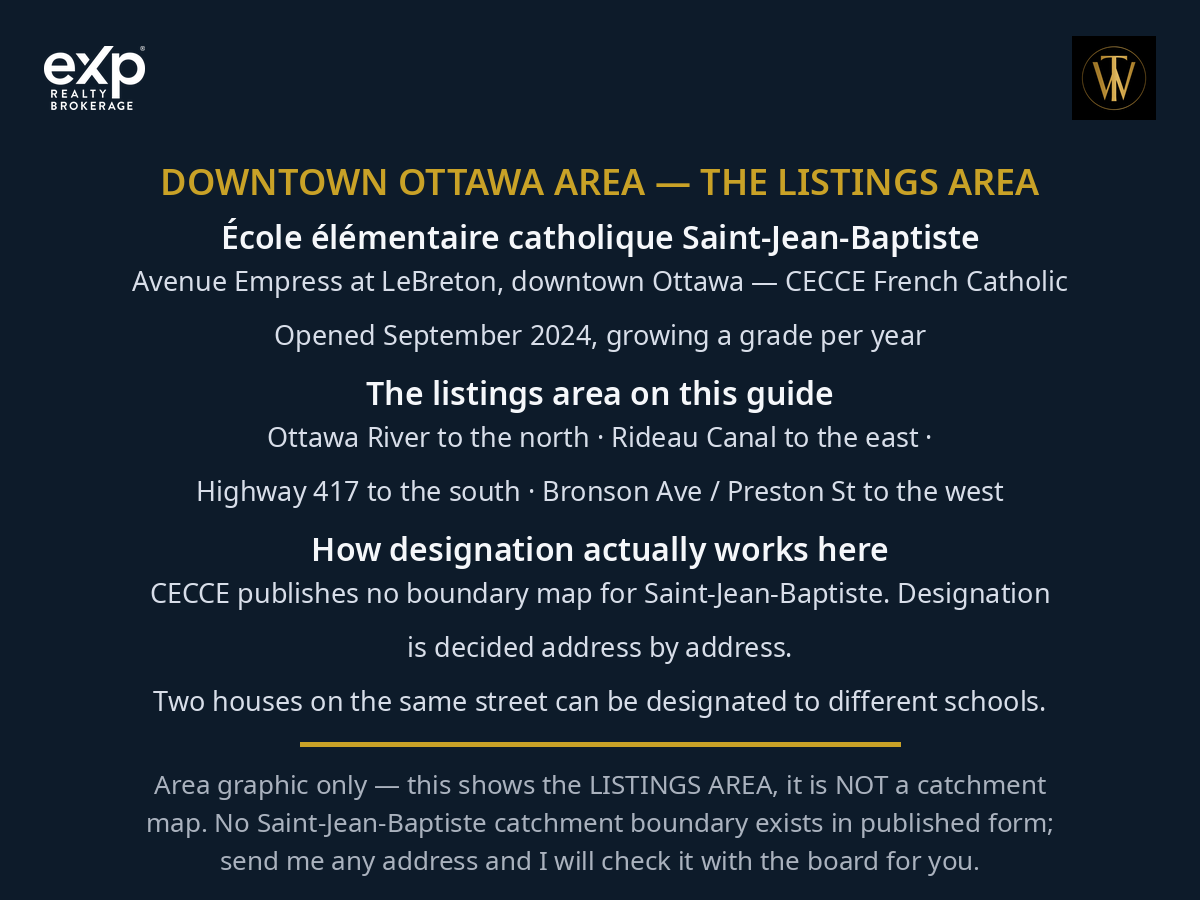 exp®
REALTY
BROKERAGE
TW
DOWNTOWN OTTAWA AREA — THE LISTINGS AREA
École élémentaire catholique Saint-Jean-Baptiste
Avenue Empress at LeBreton, downtown Ottawa — CECCE French Catholic
Opened September 2024, growing a grade per year
The listings area on this guide
Ottawa River to the north · Rideau Canal to the east ·
Highway 417 to the south · Bronson Ave / Preston St to the west
How designation actually works here
CECCE publishes no boundary map for Saint-Jean-Baptiste. Designation
is decided address by address.
Two houses on the same street can be designated to different schools.
Area graphic only — this shows the LISTINGS AREA, it is NOT a catchment
map. No Saint-Jean-Baptiste catchment boundary exists in published form;
send me any address and I will check it with the board for you.